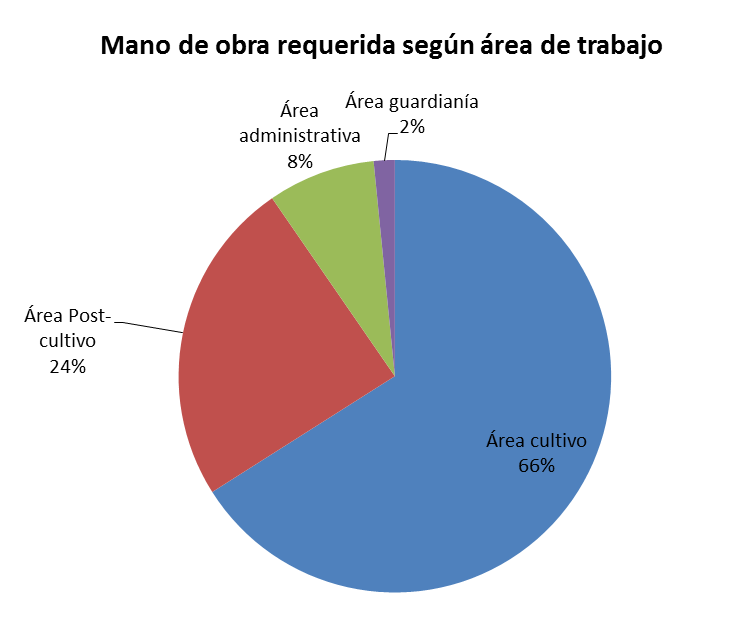 Mano de obra requerida según área de trabajo
Área guardianía
2%
Área
administrativa
8%
Área Post-
cultivo
24%
Área cultivo
66%